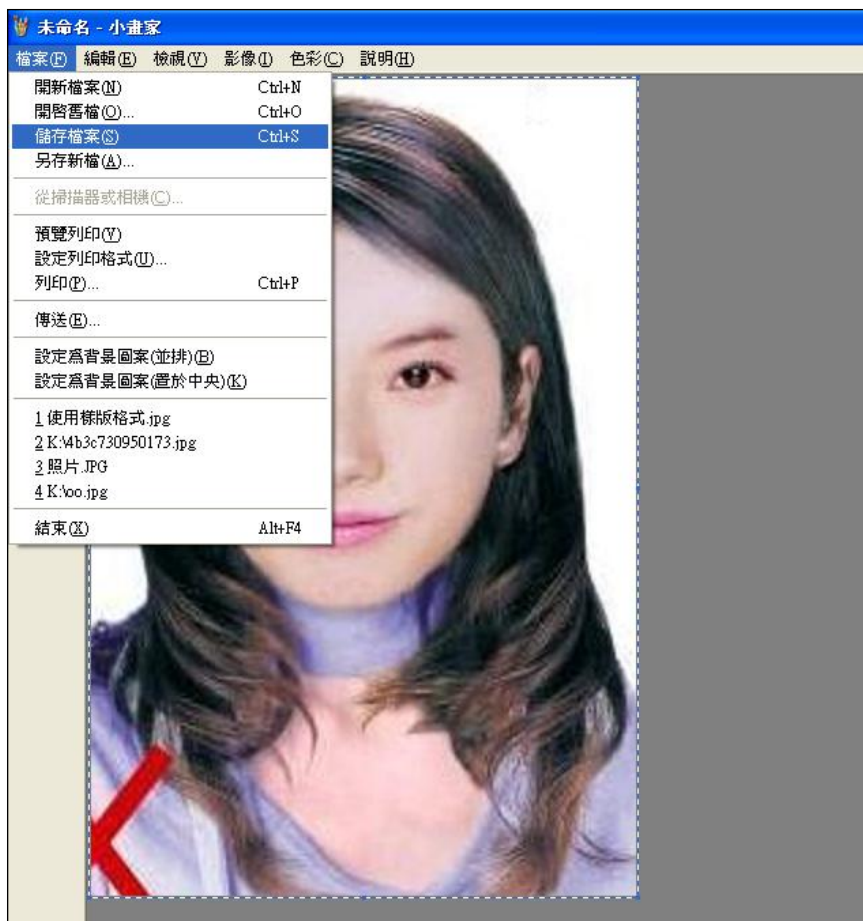 未命名 - 小畫家
檔案(F) 編輯(E) 檢視(V) 影像(I) 色彩(C) 說明(H)
開新檔案(N) Ctrl+N
開啓舊檔(O)... Ctrl+O
儲存檔案(S) Ctrl+S
另存新檔(A)...
從掃描器或相機(C)...
預覽列印(V)
設定列印格式(U)...
列印(P)... Ctrl+P
傳送(E)...
設定爲背景圖案(並排)(B)
設定爲背景圖案(置於中央)(K)
1 使用樣版格式.jpg
2 K:\4b3c730950173.jpg
3 照片.JPG
4 K:\oo.jpg
結束(X) Alt+F4